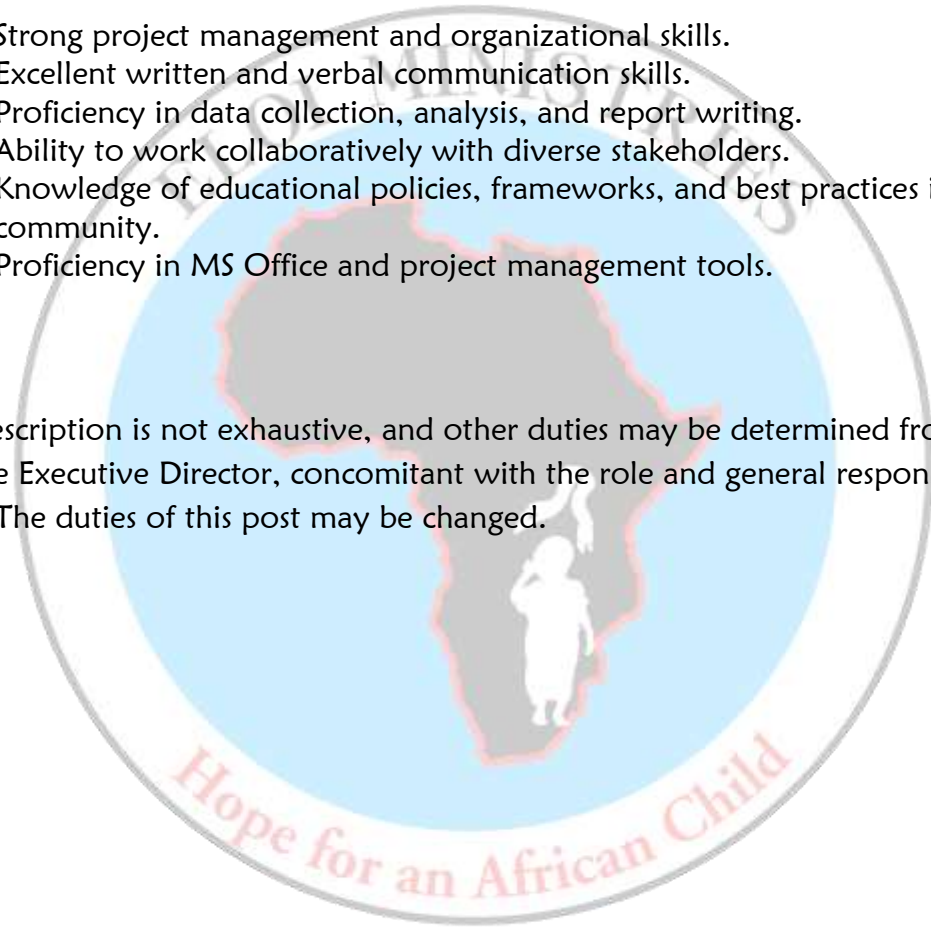 Strong project management and organizational skills.
Excellent written and verbal communication skills.
Proficiency in data collection, analysis, and report writing.
Ability to work collaboratively with diverse stakeholders.
Knowledge of educational policies, frameworks, and best practices
community.
Proficiency in MS Office and project management tools.
description is not exhaustive, and other duties may be determined
Executive Director, concomitant with the role and general
The duties of this post may be changed.
ELOI MINISTRIES
Hope for an African Child